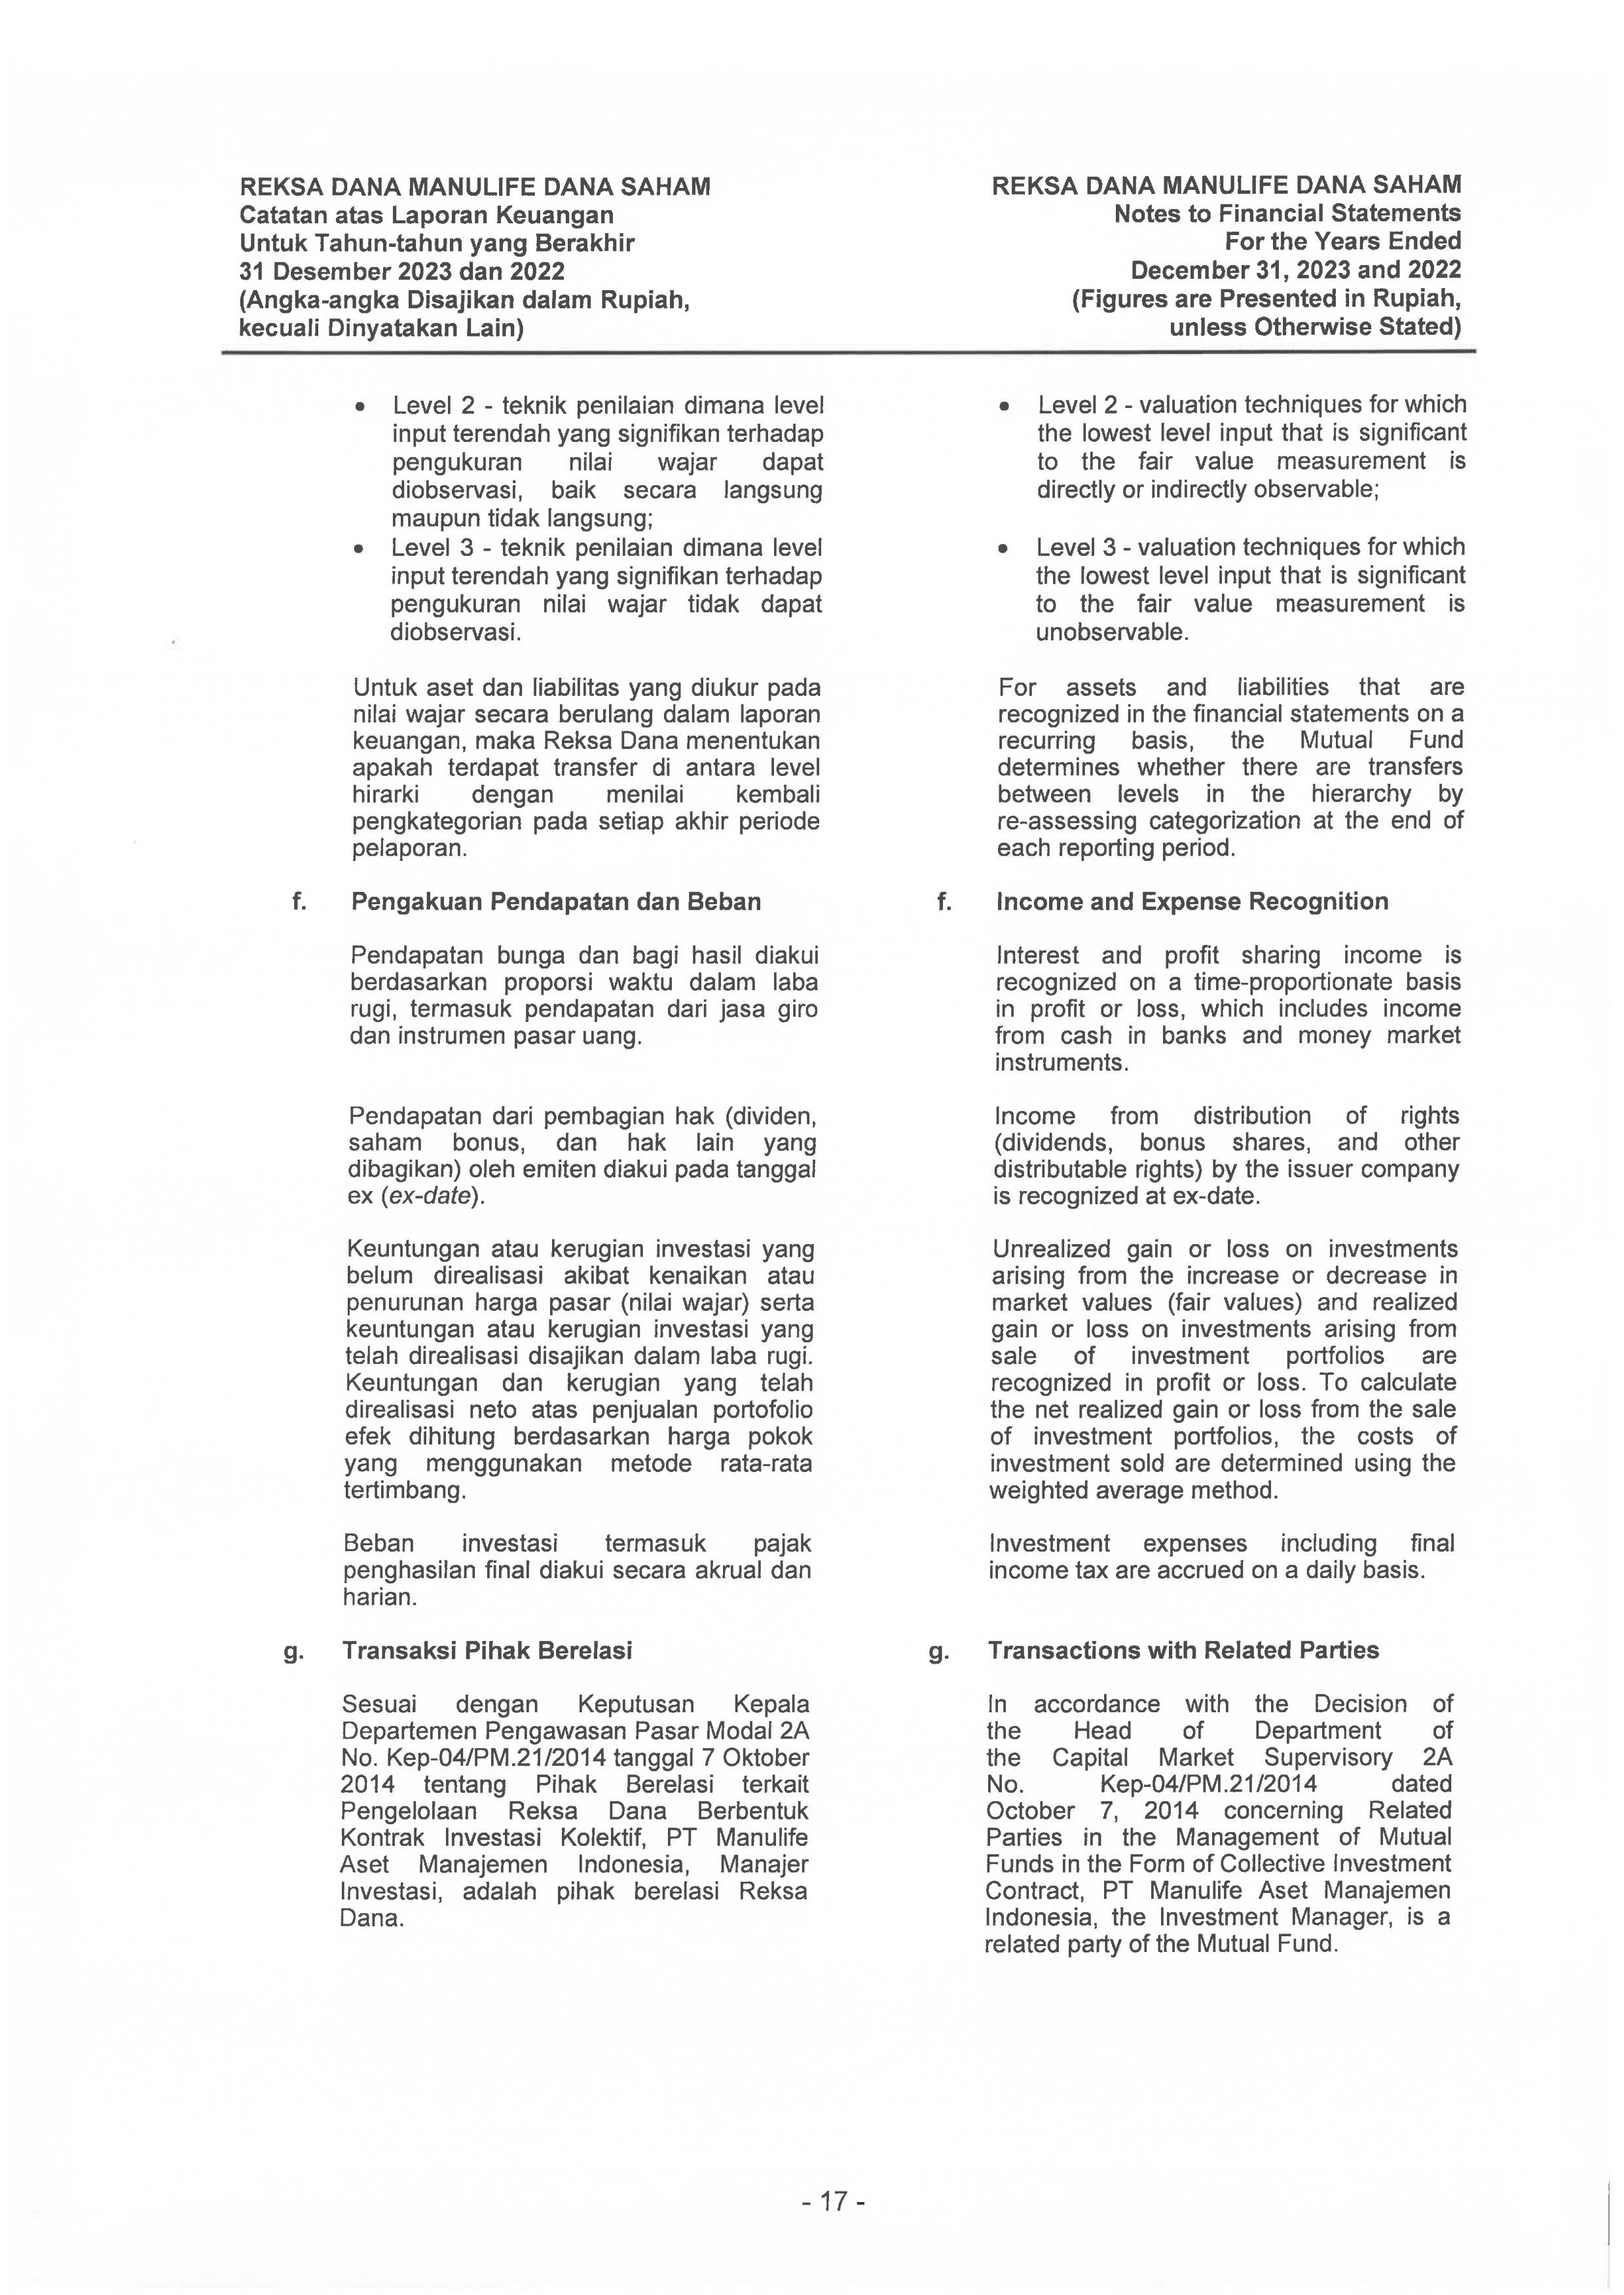 REKSA DANA MANULIFE DANA SAHAM
Catatan atas Laporan Keuangan
Untuk Tahun-tahun yang Berakhir
31 Desember 2023 dan 2022
(Angka-angka Disajikan dalam Rupiah,
kecuali Dinyatakan Lain)
REKSA DANA MANULIFE DANA SAHAM
Notes to Financial Statements
For the Years Ended
December 31, 2023 and 2022
(Figures are Presented in Rupiah,
unless Otherwise Stated)
• Level 2 - teknik penilaian dimana level
input terendah yang signifikan terhadap
pengukuran nilai wajar dapat
diobservasi, baik secara langsung
maupun tidak langsung;
• Level 3 - teknik penilaian dimana level
input terendah yang signifikan terhadap
pengukuran nilai wajar tidak dapat
diobservasi.
Untuk aset dan liabilitas yang diukur pada
nilai wajar secara berulang dalam laporan
keuangan, maka Reksa Dana menentukan
apakah terdapat transfer di antara level
hirarki dengan menilai kembali
pengkategorian pada setiap akhir periode
pelaporan.
f. Pengakuan Pendapatan dan Beban
Pendapatan bunga dan bagi hasil diakui
berdasarkan proporsi waktu dalam laba
rugi, termasuk pendapatan dari jasa giro
dan instrumen pasar uang.
Pendapatan dari pembagian hak (dividen,
saham bonus, dan hak lain yang
dibagikan) oleh emiten diakui pada tanggal
ex (ex-date).
Keuntungan atau kerugian investasi yang
belum direalisasi akibat kenaikan atau
penurunan harga pasar (nilai wajar) serta
keuntungan atau kerugian investasi yang
telah direalisasi disajikan dalam laba rugi.
Keuntungan dan kerugian yang telah
direalisasi neto atas penjualan portofolio
efek dihitung berdasarkan harga pokok
yang menggunakan metode rata-rata
tertimbang.
Beban investasi termasuk pajak
penghasilan final diakui secara akrual dan
harian.
g. Transaksi Pihak Berelasi
Sesuai dengan Keputusan Kepala
Departemen Pengawasan Pasar Modal 2A
No. Kep-04/PM.21/2014 tanggal 7 Oktober
2014 tentang Pihak Berelasi terkait
Pengelolaan Reksa Dana Berbentuk
Kontrak Investasi Kolektif, PT Manulife
Aset Manajemen Indonesia, Manajer
Investasi, adalah pihak berelasi Reksa
Dana.
• Level 2 - valuation techniques for which
the lowest level input that is significant
to the fair value measurement is
directly or indirectly observable;
• Level 3 - valuation techniques for which
the lowest level input that is significant
to the fair value measurement is
unobservable.
For assets and liabilities that are
recognized in the financial statements on a
recurring basis, the Mutual Fund
determines whether there are transfers
between levels in the hierarchy by
re-assessing categorization at the end of
each reporting period.
f. Income and Expense Recognition
Interest and profit sharing income is
recognized on a time-proportionate basis
in profit or loss, which includes income
from cash in banks and money market
instruments.
Income from distribution of rights
(dividends, bonus shares, and other
distributable rights) by the issuer company
is recognized at ex-date.
Unrealized gain or loss on investments
arising from the increase or decrease in
market values (fair values) and realized
gain or loss on investments arising from
sale of investment portfolios are
recognized in profit or loss. To calculate
the net realized gain or loss from the sale
of investment portfolios, the costs of
investment sold are determined using the
weighted average method.
Investment expenses including final
income tax are accrued on a daily basis.
g. Transactions with Related Parties
In accordance with the Decision of
the Head of Department of
the Capital Market Supervisory 2A
No. Kep-04/PM.21/2014 dated
October 7, 2014 concerning Related
Parties in the Management of Mutual
Funds in the Form of Collective Investment
Contract, PT Manulife Aset Manajemen
Indonesia, the Investment Manager, is a
related party of the Mutual Fund.
- 17 -